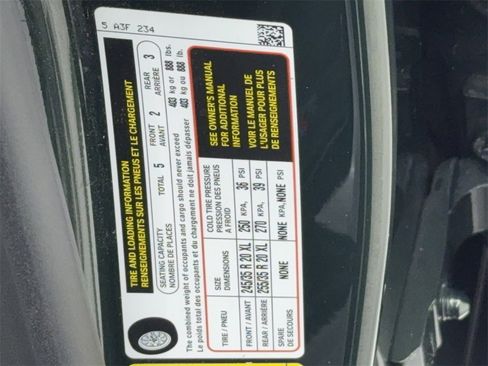 5 A3F 234
TIRE AND LOADING INFORMATION
RENSEIGNEMENTS SUR LES PNEUS ET LE CHARGEMENT
SEATING CAPACITY TOTAL 5 FRONT 2 REAR 3
NOMBRE DE PLACES AVANT ARRIÈRE
The combined weight of occupants and cargo should never exceed 403 kg or 888 lbs.
Le poids total des occupants et du chargement ne doit jamais dépasser 403 kg ou 888 lb.
TIRE / PNEU SIZE DIMENSIONS COLD TIRE PRESSURE PRESSION DES PNEUS A FROID
FRONT / AVANT 245/35 R 20 XL 250 KPA, 36 PSI
REAR / ARRIÈRE 255/35 R 20 XL 270 KPA, 39 PSI
SPARE DE SECOURS NONE NONE KPA, NONE PSI
SEE OWNER'S MANUAL
FOR ADDITIONAL
INFORMATION
VOIR LE MANUEL DE
L'USAGER POUR PLUS
DE RENSEIGNEMENTS